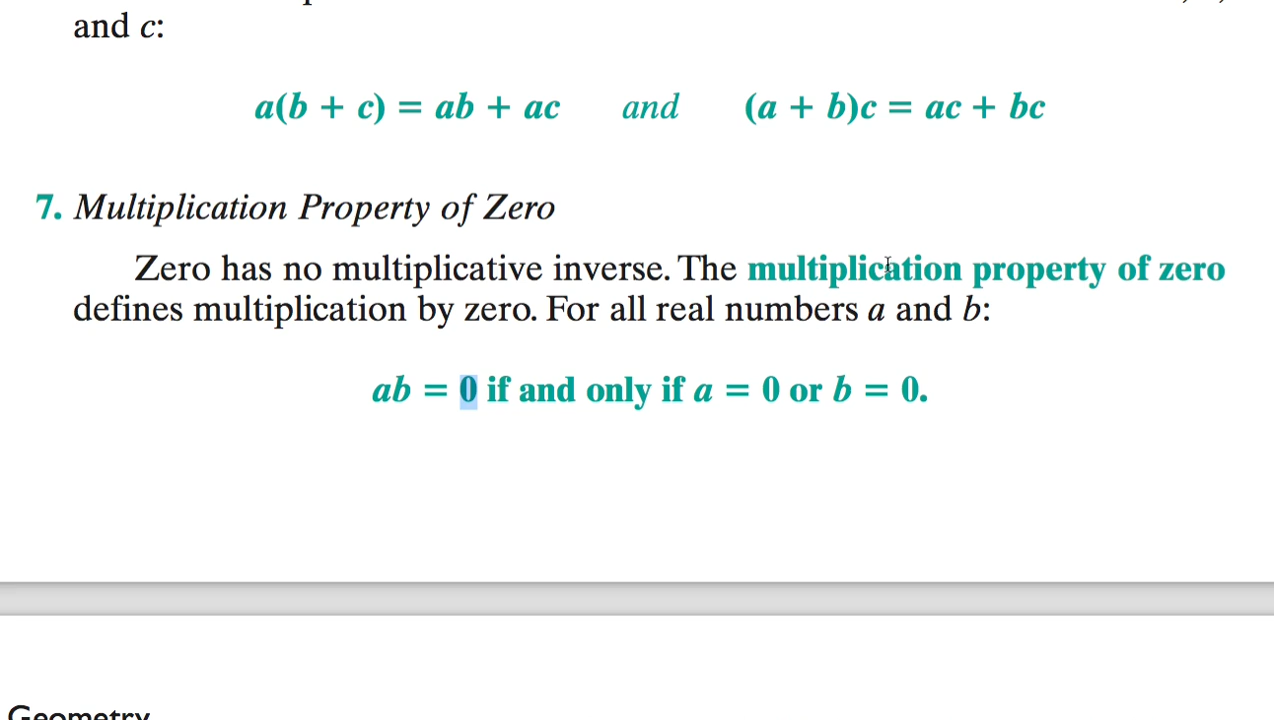 and c:
a(b + c) = ab + ac and (a + b)c = ac + bc
7. Multiplication Property of Zero
Zero has no multiplicative inverse. The multiplication property of zero
defines multiplication by zero. For all real numbers a and b:
ab = 0 if and only if a = 0 or b = 0.
Geometry